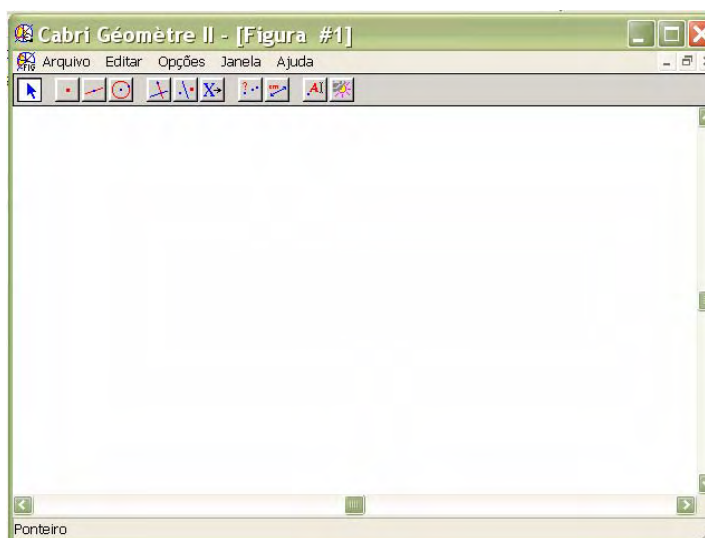 Cabri Géomètre II - [Figura #1]
Arquivo Editar Opções Janela Ajuda
Ponteiro